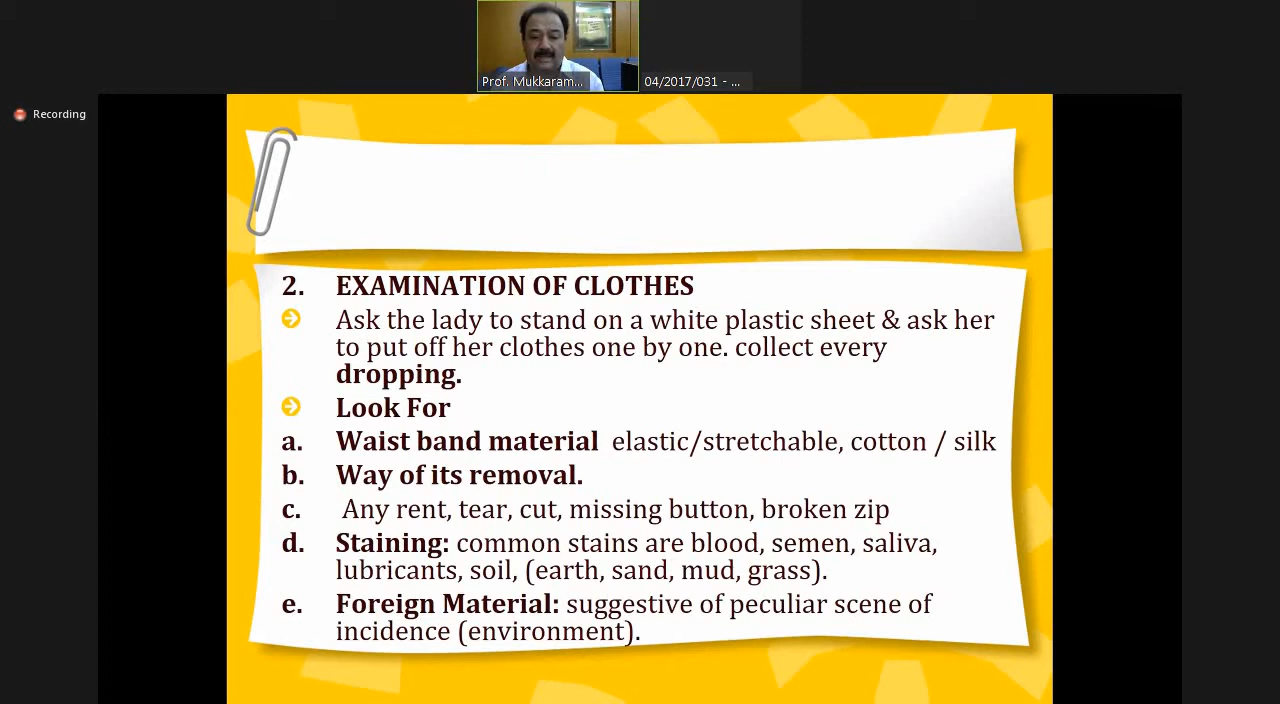 Prof. Mukkaram...
04/2017/031 - ...
Recording
2. EXAMINATION OF CLOTHES
Ask the lady to stand on a white plastic sheet & ask her
to put off her clothes one by one. collect every
dropping.
Look For
a. Waist band material elastic/stretchable, cotton / silk
b. Way of its removal.
c. Any rent, tear, cut, missing button, broken zip
d. Staining: common stains are blood, semen, saliva,
lubricants, soil, (earth, sand, mud, grass).
e. Foreign Material: suggestive of peculiar scene of
incidence (environment).